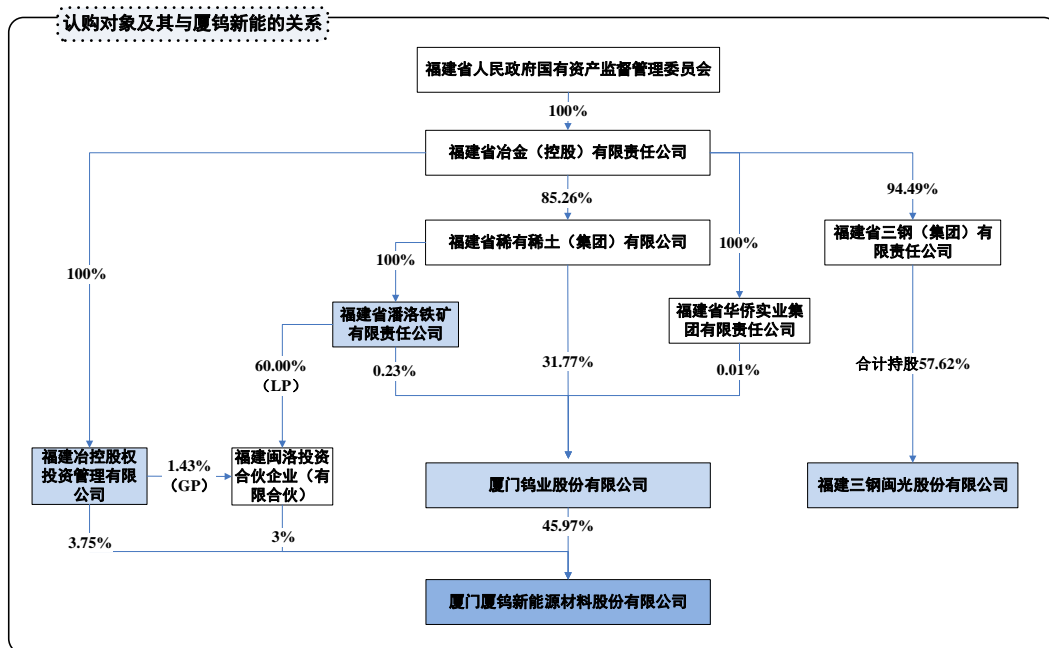 认购对象及其与厦钨新能的关系
福建省人民政府国有资产监督管理委员会
100%
福建省冶金（控股）有限责任公司
85.26%
94.49%
福建省稀有稀土（集团）有限公司
福建省三钢（集团）有
限责任公司
100%
100%
100%
福建省潘洛铁矿
有限责任公司
福建省华侨实业集
团有限责任公司
60.00%
（LP）
0.23%
31.77%
0.01%
合计持股57.62%
福建冶控股权
投资管理有限
公司
1.43%
（GP）
福建闽洛投资
合伙企业（有
限合伙）
厦门钨业股份有限公司
福建三钢闽光股份有限公司
3.75%
3%
45.97%
厦门厦钨新能源材料股份有限公司